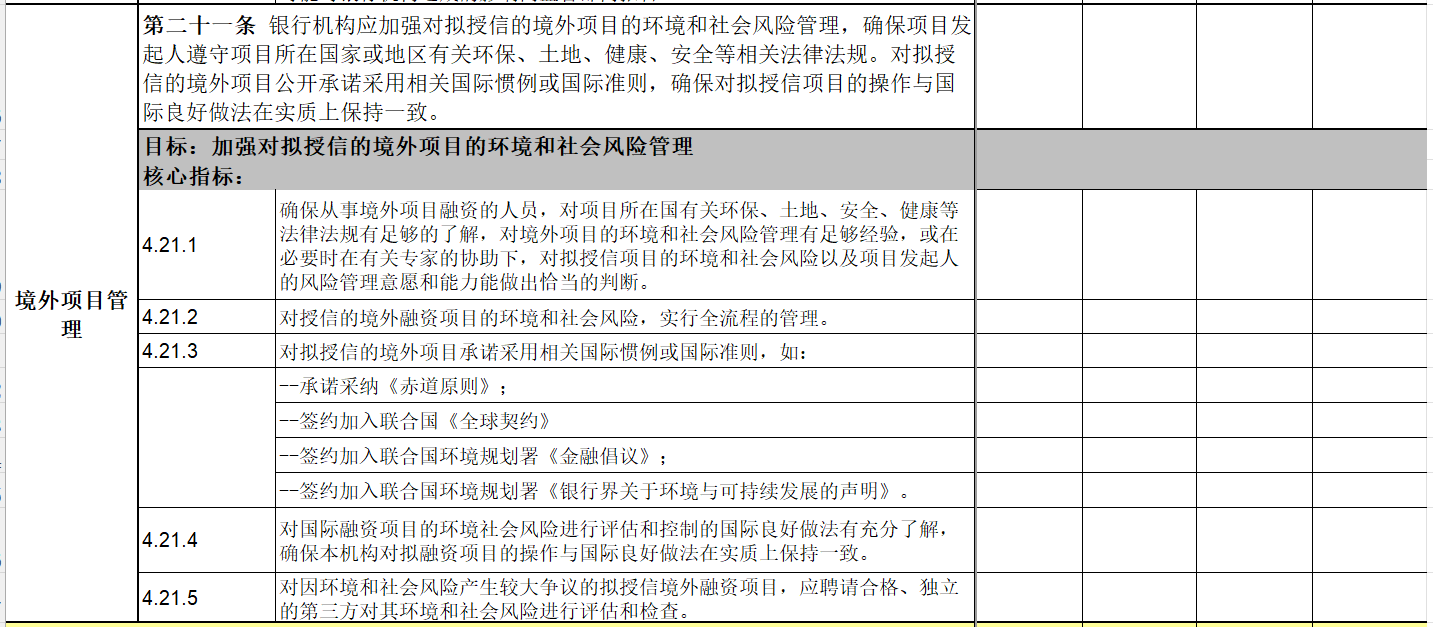 第二十一条 银行机构应加强对拟授信的境外项目的环境和社会风险管理，确保项目发
起人遵守项目所在国家或地区有关环保、土地、健康、安全等相关法律法规。对拟授
信的境外项目公开承诺采用相关国际惯例或国际准则，确保对拟授信项目的操作与国
际良好做法在实质上保持一致。
目标：加强对拟授信的境外项目的环境和社会风险管理
核心指标：
境外项目管
理
4.21.1
确保从事境外项目融资的人员，对项目所在国有关环保、土地、安全、健康等
法律法规有足够的了解，对境外项目的环境和社会风险管理有足够经验，或在
必要时在有关专家的协助下，对拟授信项目的环境和社会风险以及项目发起人
的风险管理意愿和能力能做出恰当的判断。
4.21.2
对授信的境外融资项目的环境和社会风险，实行全流程的管理。
4.21.3
对拟授信的境外项目承诺采用相关国际惯例或国际准则，如：
--承诺采纳《赤道原则》；
--签约加入联合国《全球契约》
--签约加入联合国环境规划署《金融倡议》；
--签约加入联合国环境规划署《银行界关于环境与可持续发展的声明》。
4.21.4
对国际融资项目的环境社会风险进行评估和控制的国际良好做法有充分了解，
确保本机构对拟融资项目的操作与国际良好做法在实质上保持一致。
4.21.5
对因环境和社会风险产生较大争议的拟授信境外融资项目，应聘请合格、独立
的第三方对其环境和社会风险进行评估和检查。